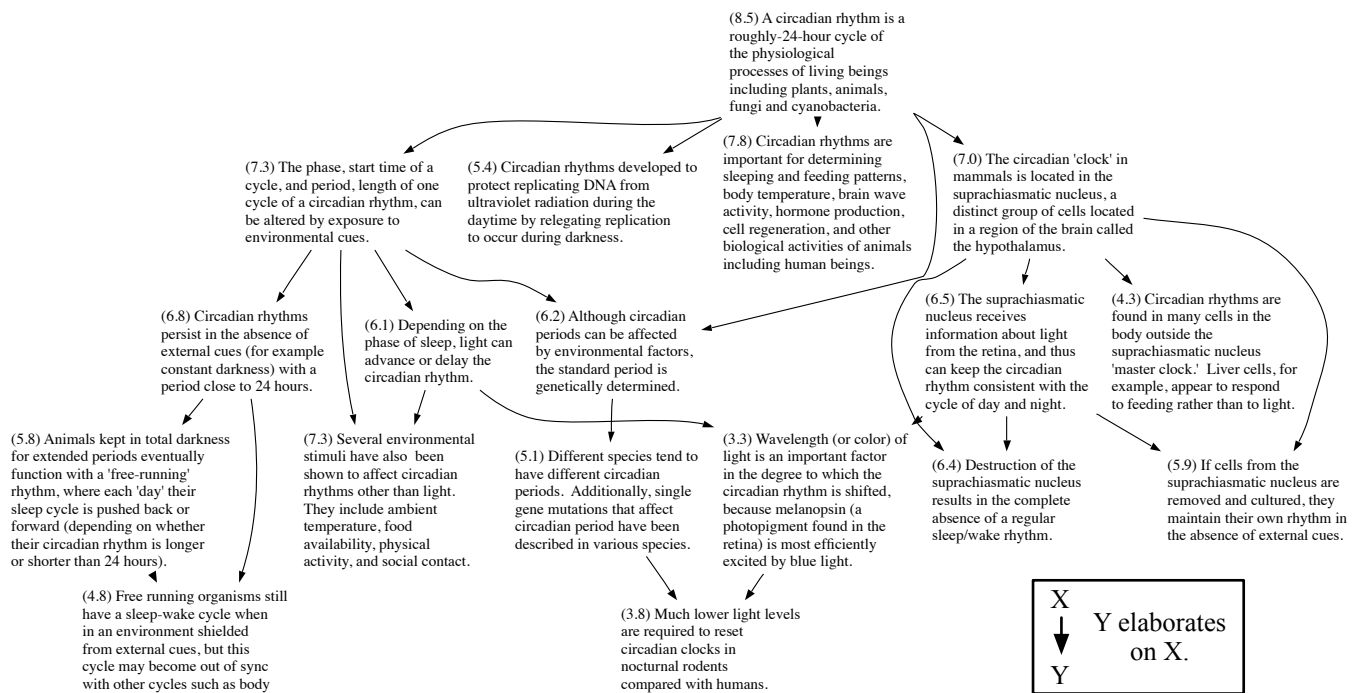 (8.5) A circadian rhythm is a
roughly-24-hour cycle of
the physiological
processes of living beings
including plants, animals,
fungi and cyanobacteria.
(7.3) The phase, start time of a
cycle, and period, length of one
cycle of a circadian rhythm, can
be altered by exposure to
environmental cues.
(5.4) Circadian rhythms developed to
protect replicating DNA from
ultraviolet radiation during the
daytime by relegating replication
to occur during darkness.
(7.8) Circadian rhythms are
important for determining
sleeping and feeding patterns,
body temperature, brain wave
activity, hormone production,
cell regeneration, and other
biological activities of animals
including human beings.
(7.0) The circadian 'clock' in
mammals is located in the
suprachiasmatic nucleus, a
distinct group of cells located
in a region of the brain called
the hypothalamus.
(6.8) Circadian rhythms
persist in the absence of
external cues (for example
constant darkness) with a
period close to 24 hours.
(6.1) Depending on the
phase of sleep, light can
advance or delay the
circadian rhythm.
(6.2) Although circadian
periods can be affected
by environmental factors,
the standard period is
genetically determined.
(6.5) The suprachiasmatic
nucleus receives
information about light
from the retina, and thus
can keep the circadian
rhythm consistent with the
cycle of day and night.
(4.3) Circadian rhythms are
found in many cells in the
body outside the
suprachiasmatic nucleus
'master clock.' Liver cells, for
example, appear to respond
to feeding rather than to light.
(5.8) Animals kept in total darkness
for extended periods eventually
function with a 'free-running'
rhythm, where each 'day' their
sleep cycle is pushed back or
forward (depending on whether
their circadian rhythm is longer
or shorter than 24 hours).
(7.3) Several environmental
stimuli have also been
shown to affect circadian
rhythms other than light.
They include ambient
temperature, food
availability, physical
activity, and social contact.
(5.1) Different species tend to
have different circadian
periods. Additionally, single
gene mutations that affect
circadian period have been
described in various species.
(3.3) Wavelength (or color) of
light is an important factor
in the degree to which the
circadian rhythm is shifted,
because melanopsin (a
photopigment found in the
retina) is most efficiently
excited by blue light.
(6.4) Destruction of the
suprachiasmatic nucleus
results in the complete
absence of a regular
sleep/wake rhythm.
(5.9) If cells from the
suprachiasmatic nucleus are
removed and cultured, they
maintain their own rhythm in
the absence of external cues.
(4.8) Free running organisms still
have a sleep-wake cycle when
in an environment shielded
from external cues, but this
cycle may become out of sync
with other cycles such as body
(3.8) Much lower light levels
are required to reset
circadian clocks in
nocturnal rodents
compared with humans.
X
Y elaborates
on X.
Y